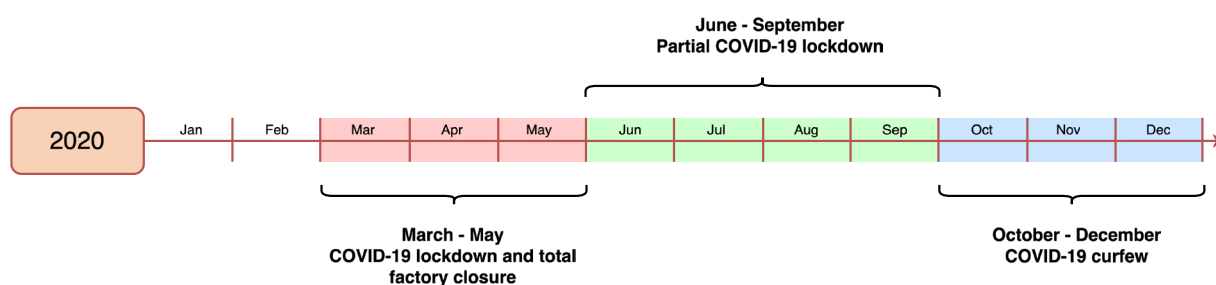 June - September
Partial COVID-19 lockdown
2020
Jan Feb Mar Apr May Jun Jul Aug Sep Oct Nov Dec
March - May
COVID-19 lockdown and total
factory closure
October - December
COVID-19 curfew